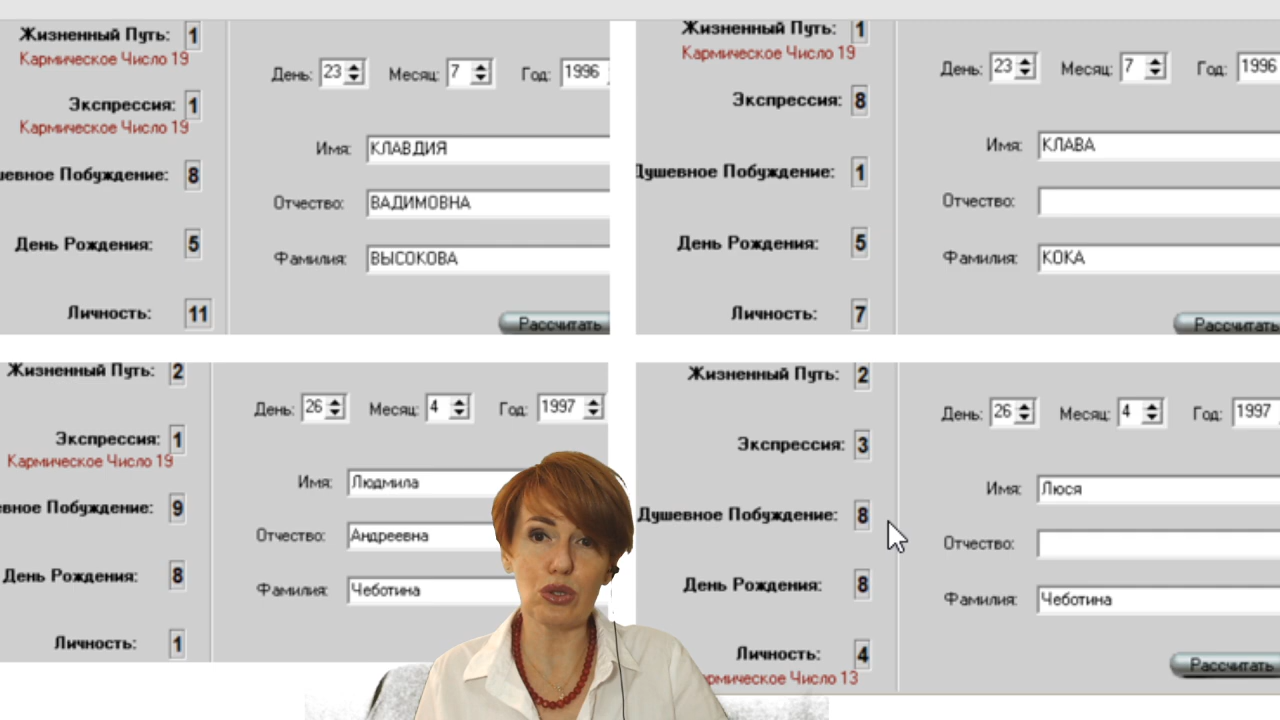 Жизненный Путь: 1
Кармическое Число 19
День: 23 Месяц: 7 Год: 1996
Экспрессия: 1
Кармическое Число 19
Имя: КЛАВДИЯ
Побуждение: 8
Отчество: ВАДИМОВНА
День Рождения: 5
Фамилия: ВЫСОКОВА
Личность: 11
Рассчитать
Жизненный Путь: 1
Кармическое Число 19
День: 23 Месяц: 7 Год: 1996
Экспрессия: 8
Имя: КЛАВА
Душевное Побуждение: 1
Отчество:
День Рождения: 5
Фамилия: КОКА
Личность: 7
Рассчитать
Жизненный Путь: 2
День: 26 Месяц: 4 Год: 1997
Экспрессия: 1
Кармическое Число 19
Имя: Людмила
Побуждение: 9
Отчество: Андреевна
День Рождения: 8
Фамилия: Чеботина
Личность: 1
Жизненный Путь: 2
День: 26 Месяц: 4 Год: 1997
Экспрессия: 3
Имя: Люся
Душевное Побуждение: 8
Отчество:
День Рождения: 8
Фамилия: Чеботина
Личность: 4
Число 13
Рассчитать